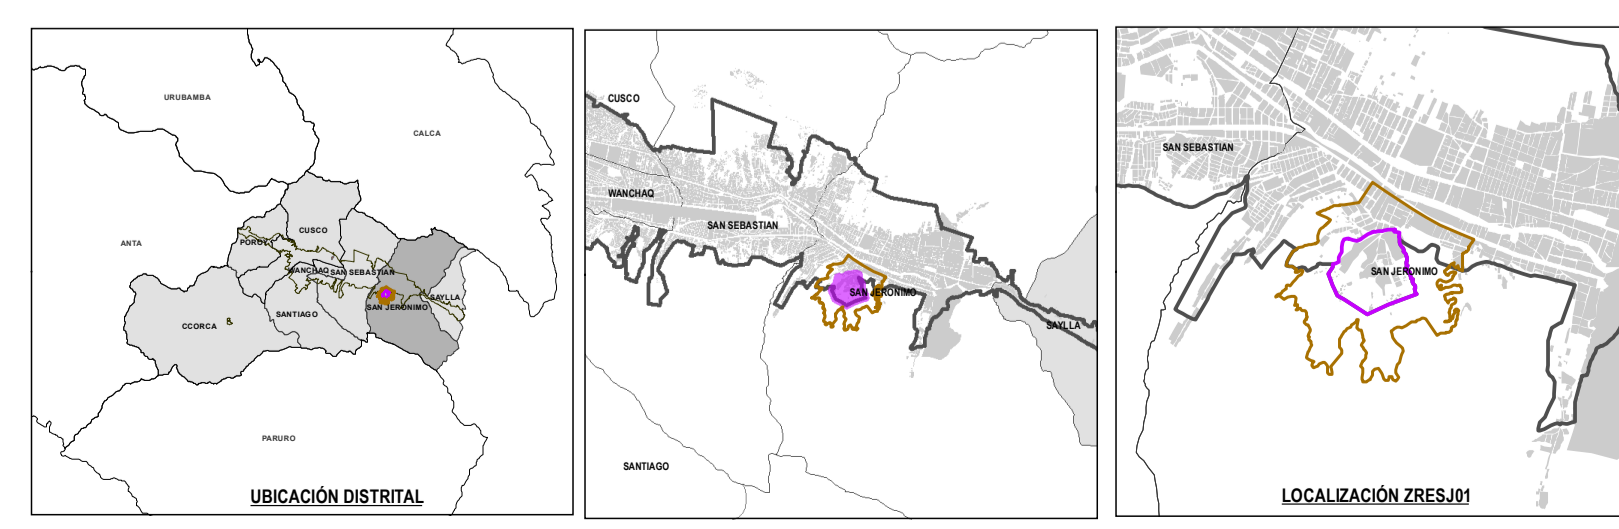 URUBAMBA
CALCA
ANTA
CUSCO
POROY
WANCHAQ
SAN SEBASTIAN
SAYLLA
SAN JERONIMO
SANTIAGO
CCORCA
PARURO
UBICACIÓN DISTRITAL
CUSCO
WANCHAQ
SAN SEBASTIAN
SAN JERONIMO
SAYLLA
SANTIAGO
SAN SEBASTIAN
SAN JERONIMO
LOCALIZACIÓN ZRESJ01